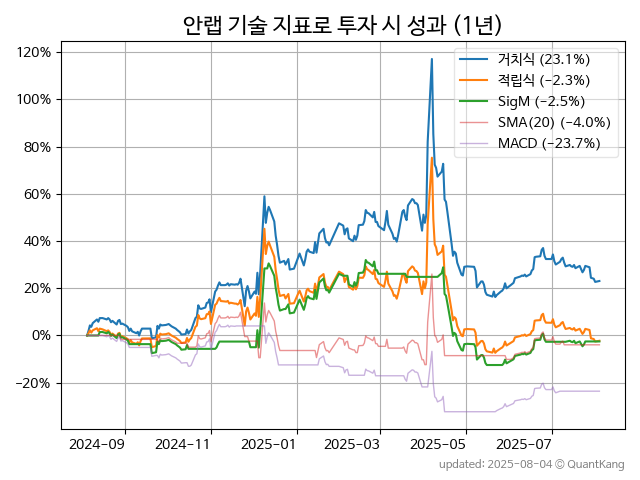 안랩 기술 지표로 투자 시 성과 (1년)
120%
100%
80%
60%
40%
20%
0%
−20%
거치식 (23.1%)
적립식 (−2.3%)
SigM (−2.5%)
SMA(20) (−4.0%)
MACD (−23.7%)
2024-09 2024-11 2025-01 2025-03 2025-05 2025-07
updated: 2025-08-04 © QuantKang